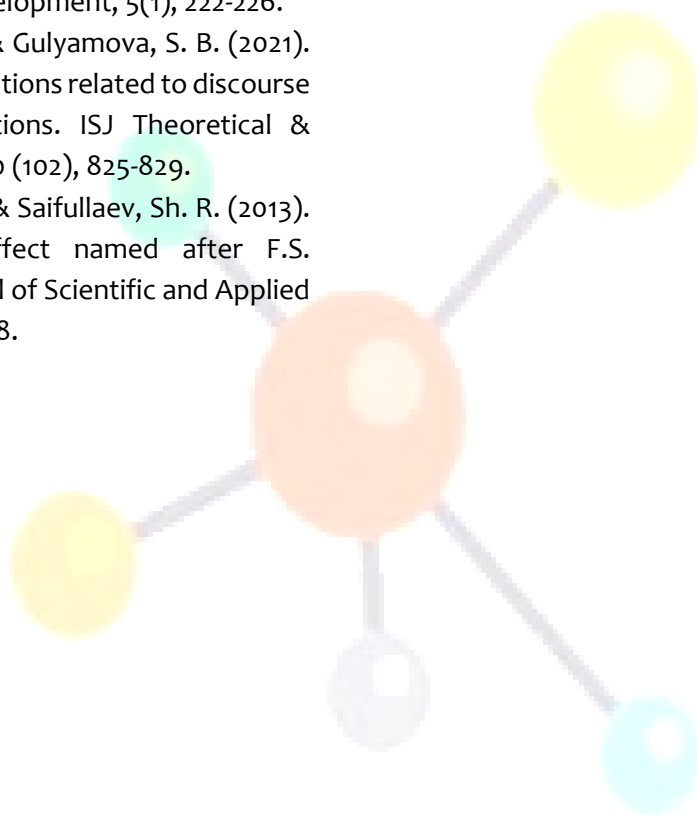 elopment, 5(1), 222-226.
& Gulyamova, S. B. (2021).
tions related to discourse
tions. ISJ Theoretical &
(102), 825-829.
& Saifullaev, Sh. R. (2013).
ffect named after F.S.
l of Scientific and Applied
8.